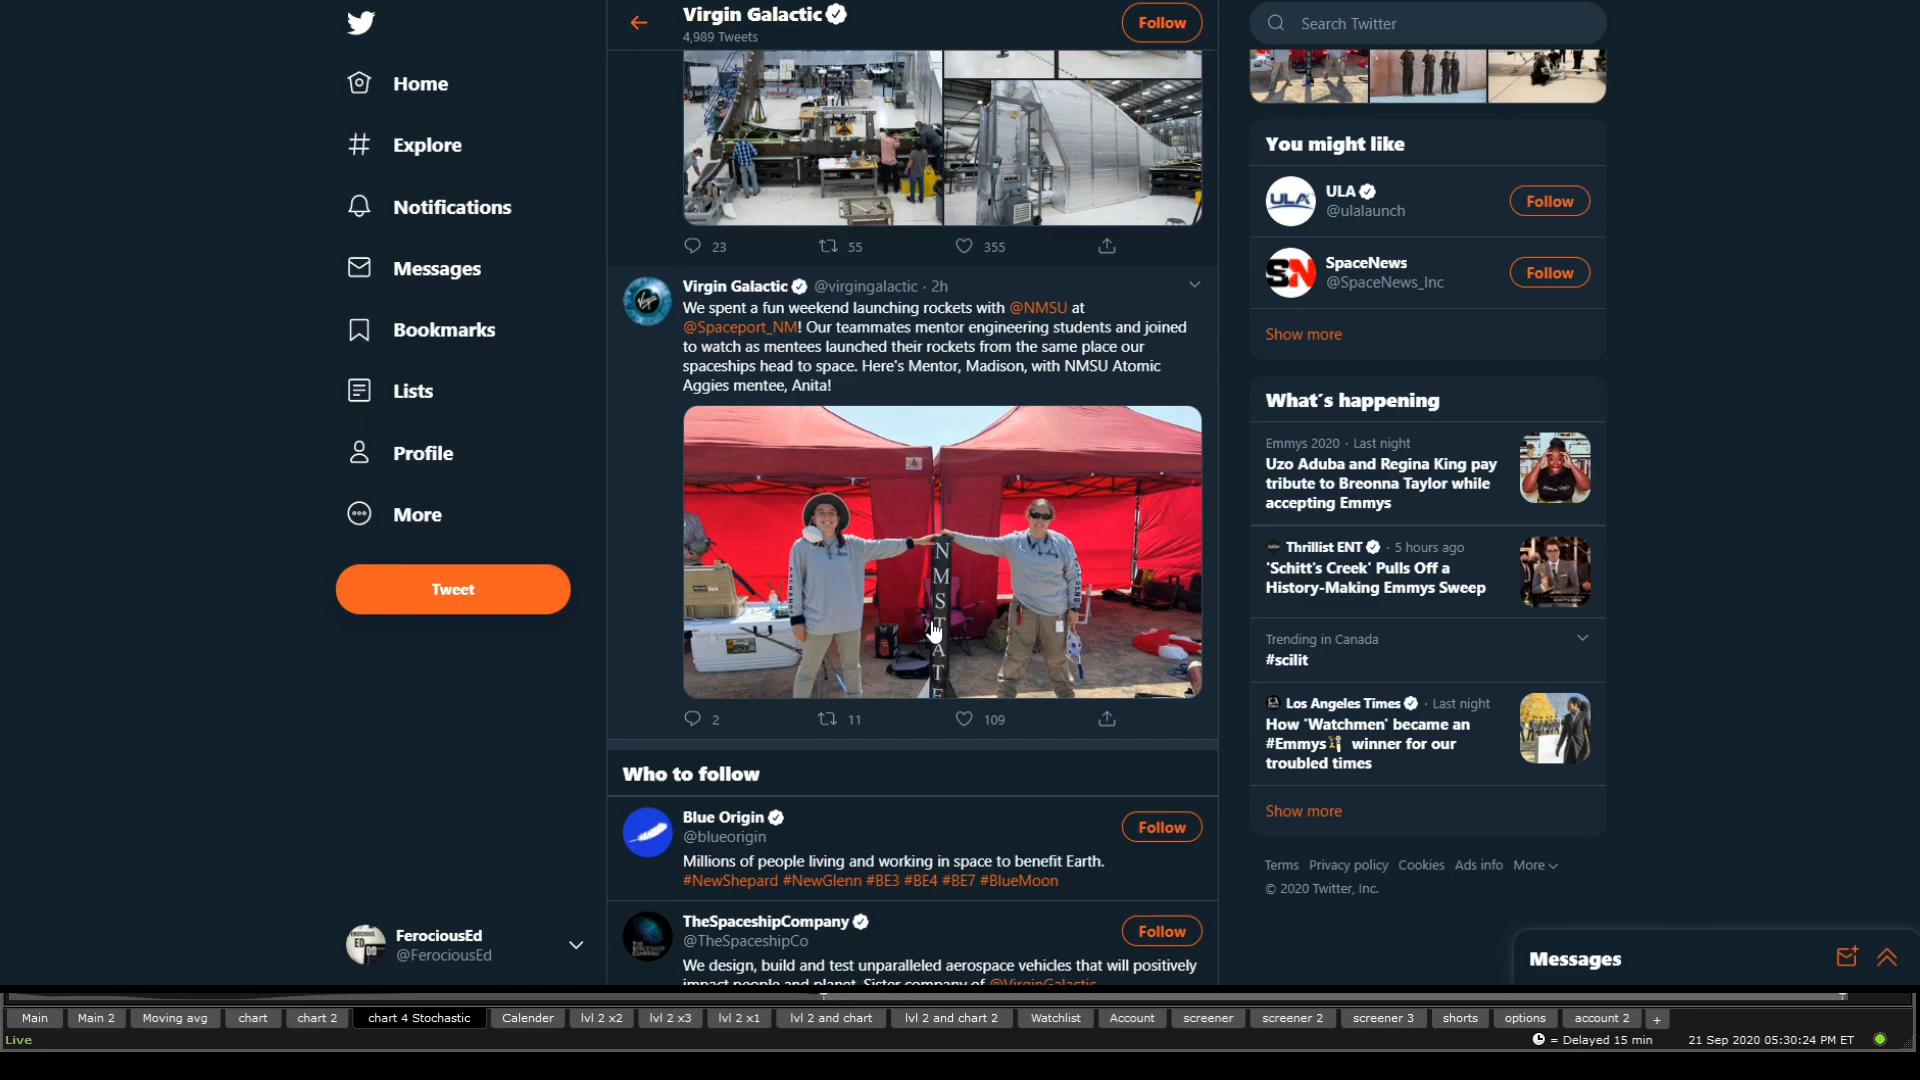 Home
Explore
Notifications
Messages
Bookmarks
Lists
Profile
More
Tweet
FerociousEd
@FerociousEd
Virgin Galactic
4,989 Tweets
Follow
23
55
355
Virgin Galactic @virgingalactic · 2h
We spent a fun weekend launching rockets with @NMSU at
@Spaceport_NM! Our teammates mentor engineering students and joined
to watch as mentees launched their rockets from the same place our
spaceships head to space. Here's Mentor, Madison, with NMSU Atomic
Aggies mentee, Anita!
NMSTATE
2
11
109
Who to follow
Blue Origin
@blueorigin
Follow
Millions of people living and working in space to benefit Earth.
#NewShepard #NewGlenn #BE3 #BE4 #BE7 #BlueMoon
TheSpaceshipCompany
@TheSpaceshipCo
Follow
We design, build and test unparalleled aerospace vehicles that will positively
impact people and planet. Sister company of @VirginGalactic
Search Twitter
You might like
ULA
ULA
@ulalaunch
Follow
SN
SpaceNews
@SpaceNews_Inc
Follow
Show more
What's happening
Emmys 2020 · Last night
Uzo Aduba and Regina King pay
tribute to Breonna Taylor while
accepting Emmys
Thrillist ENT · 5 hours ago
'Schitt's Creek' Pulls Off a
History-Making Emmys Sweep
Trending in Canada
#scilit
Los Angeles Times · Last night
How 'Watchmen' became an
#Emmys winner for our
troubled times
Show more
Terms Privacy policy Cookies Ads info More
© 2020 Twitter, Inc.
Messages
Main Main 2 Moving avg chart chart 2 chart 4 Stochastic Calender lvl 2 x2 lvl 2 x3 lvl 2 x1 lvl 2 and chart lvl 2 and chart 2 Watchlist Account screener screener 2 screener 3 shorts options account 2 +
Live
= Delayed 15 min
21 Sep 2020 05:30:24 PM ET